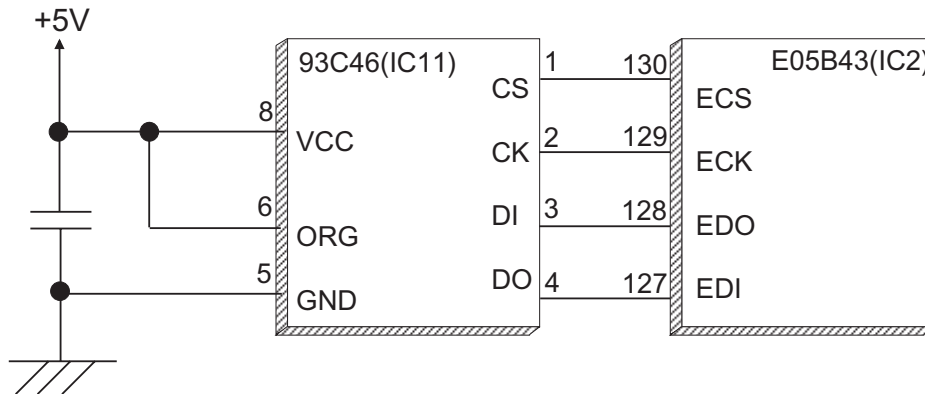 +5V
93C46(IC11)
E05B43(IC2)
8
VCC
6
ORG
5
GND
CS
1
130
ECS
CK
2
129
ECK
DI
3
128
EDO
DO
4
127
EDI